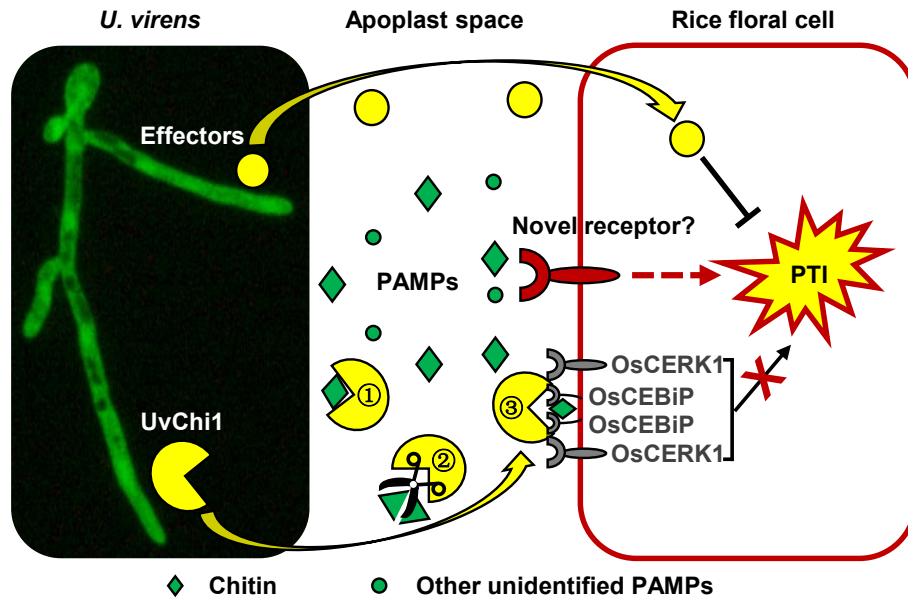 U. virens
Apoplast space
Rice floral cell
Effectors
Novel receptor?
PAMPs
PTI
UvChi1
①
②
③
OsCERK1
OsCEBiP
OsCEBiP
OsCERK1
Chitin
Other unidentified PAMPs